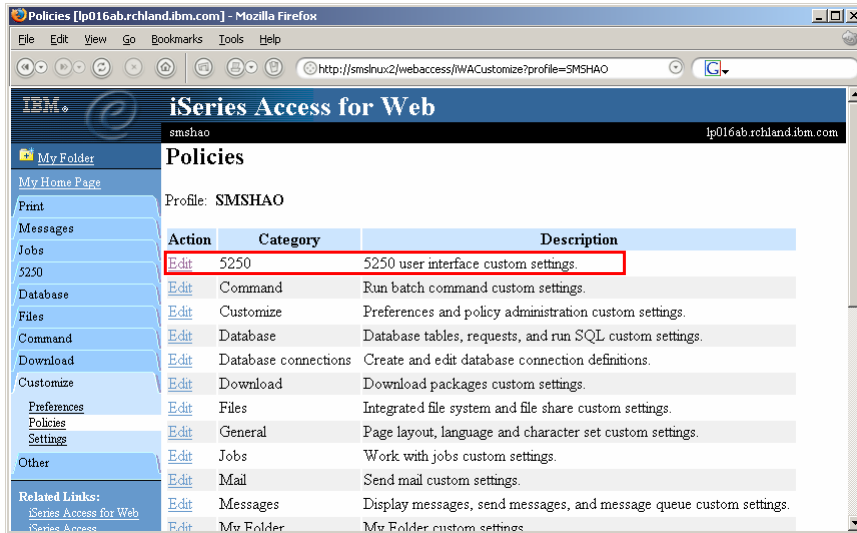 Policies [lp016ab.rchland.ibm.com] - Mozilla Firefox
File Edit View Go Bookmarks Tools Help
http://smslnux2/webaccess/iWACustomize?profile=SMSHAO
G
IBM
iSeries Access for Web
smshao lp016ab.rchland.ibm.com
My Folder
My Home Page
Print
Messages
Jobs
5250
Database
Files
Command
Download
Customize
Preferences
Policies
Settings
Other
Related Links:
iSeries Access for Web
iSeries Access
Policies
Profile: SMSHAO
Action Category Description
Edit 5250 5250 user interface custom settings.
Edit Command Run batch command custom settings.
Edit Customize Preferences and policy administration custom settings.
Edit Database Database tables, requests, and run SQL custom settings.
Edit Database connections Create and edit database connection definitions.
Edit Download Download packages custom settings.
Edit Files Integrated file system and file share custom settings.
Edit General Page layout, language and character set custom settings.
Edit Jobs Work with jobs custom settings.
Edit Mail Send mail custom settings.
Edit Messages Display messages, send messages, and message queue custom settings.
Edit My Folder My Folder custom settings